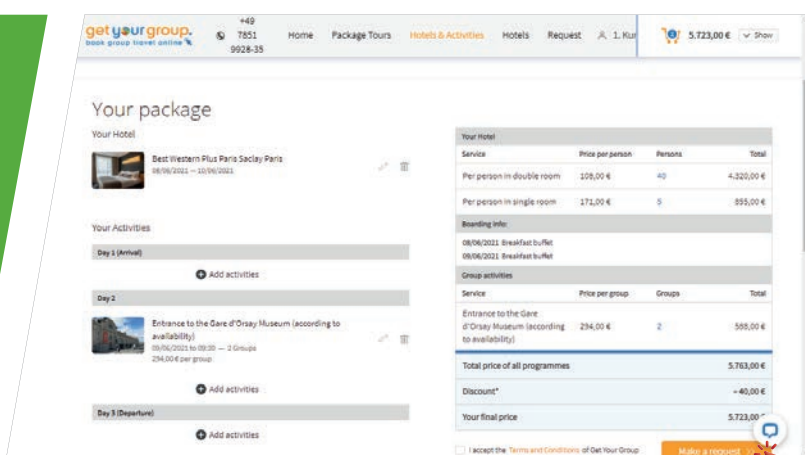 get your group.
book group travel online
+49
7851
9928-35
Home Package Tours Hotels & Activities Hotels Request 1. Kun 5.723,00 € Show
Your package
Your Hotel
Best Western Plus Paris Saclay Paris
08/06/2021 — 10/06/2021
Your Activities
Day 1 (Arrival)
Add activities
Day 2
Entrance to the Gare d'Orsay Museum (according to
availability)
09/06/2021 to 09:00 — 2 Groups
294,00 € per group
Add activities
Day 3 (Departure)
Add activities
Your Hotel
Service Price per person Persons Total
Per person in double room 108,00 € 40 4.320,00 €
Per person in single room 171,00 € 5 855,00 €
Boarding info:
08/06/2021 Breakfast buffet
09/06/2021 Breakfast buffet
Group activities
Service Price per group Groups Total
Entrance to the Gare
d'Orsay Museum (according
to availability) 294,00 € 2 588,00 €
Total price of all programmes 5.763,00 €
Discount* - 40,00 €
Your final price 5.723,00
I accept the Terms and Conditions of Get Your Group
Make a request >>